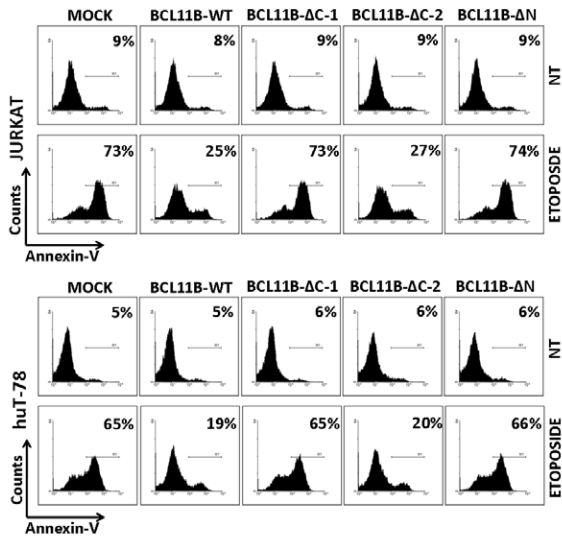 MOCK BCL11B-WT BCL11B-ΔC-1 BCL11B-ΔC-2 BCL11B-ΔN
9% 8% 9% 9% 9%
NT
JURKAT
73% 25% 73% 27% 74%
ETOPOSDE
Counts
Annexin-V
MOCK BCL11B-WT BCL11B-ΔC-1 BCL11B-ΔC-2 BCL11B-ΔN
5% 5% 6% 6% 6%
NT
huT-78
65% 19% 65% 20% 66%
ETOPOSIDE
Counts
Annexin-V